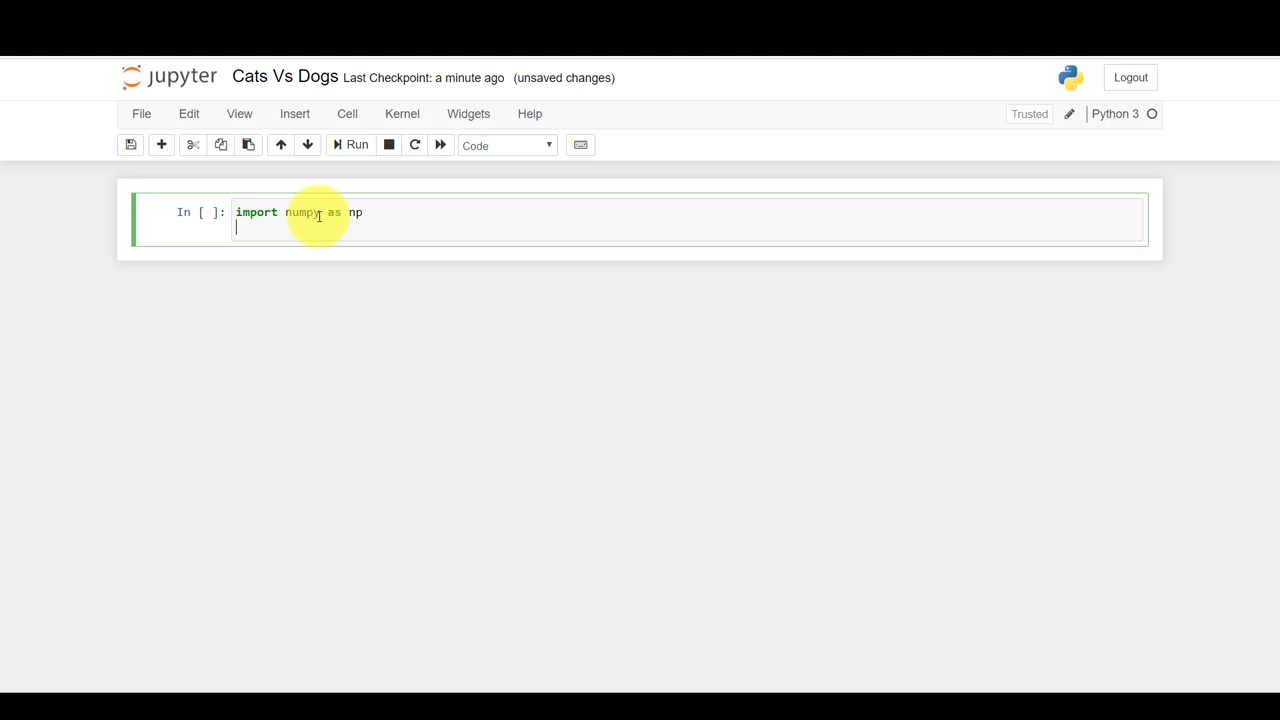 jupyter Cats Vs Dogs Last Checkpoint: a minute ago (unsaved changes) Logout
File Edit View Insert Cell Kernel Widgets Help Trusted Python 3
Run Code
In [ ]: import numpy as np